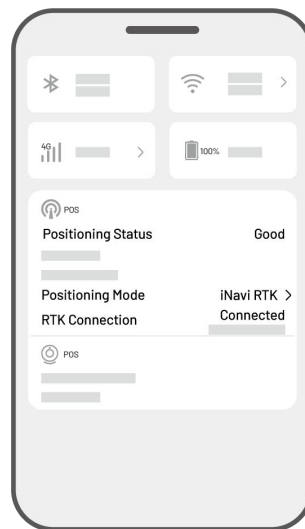 4G
100%
POS
Positioning Status Good
Positioning Mode iNavi RTK >
RTK Connection Connected
POS